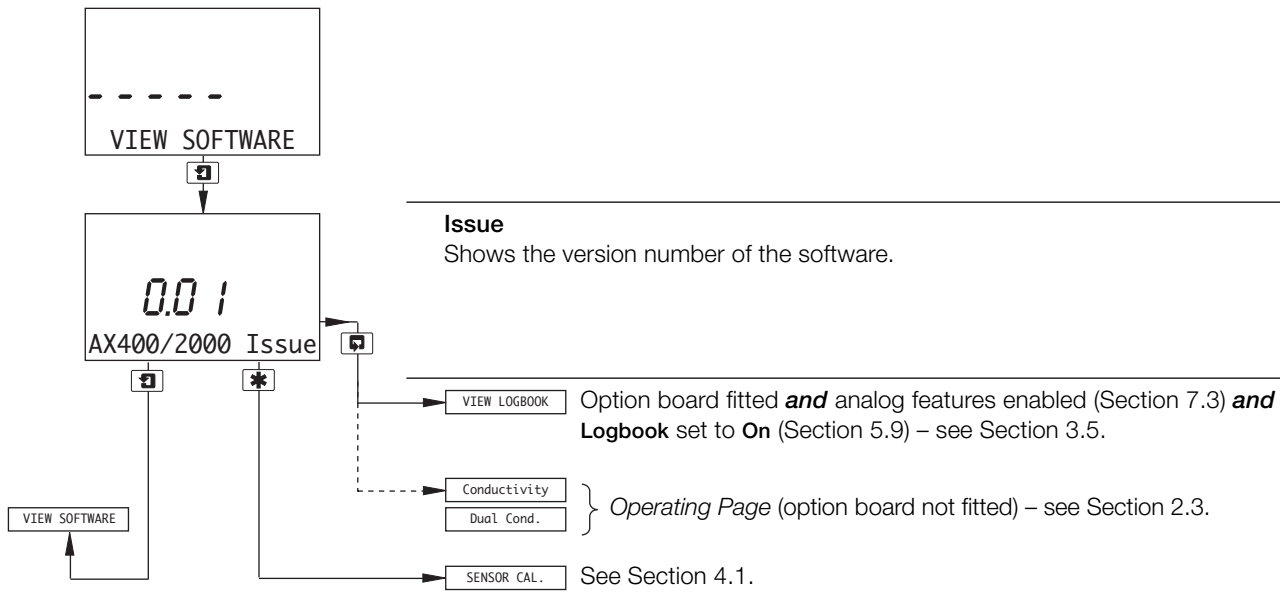 - - - - -
VIEW SOFTWARE
Issue
Shows the version number of the software.
0.01
AX400/2000 Issue
VIEW LOGBOOK Option board fitted and analog features enabled (Section 7.3) and
Logbook set to On (Section 5.9) – see Section 3.5.
Conductivity
Dual Cond.
Operating Page (option board not fitted) – see Section 2.3.
VIEW SOFTWARE
SENSOR CAL. See Section 4.1.